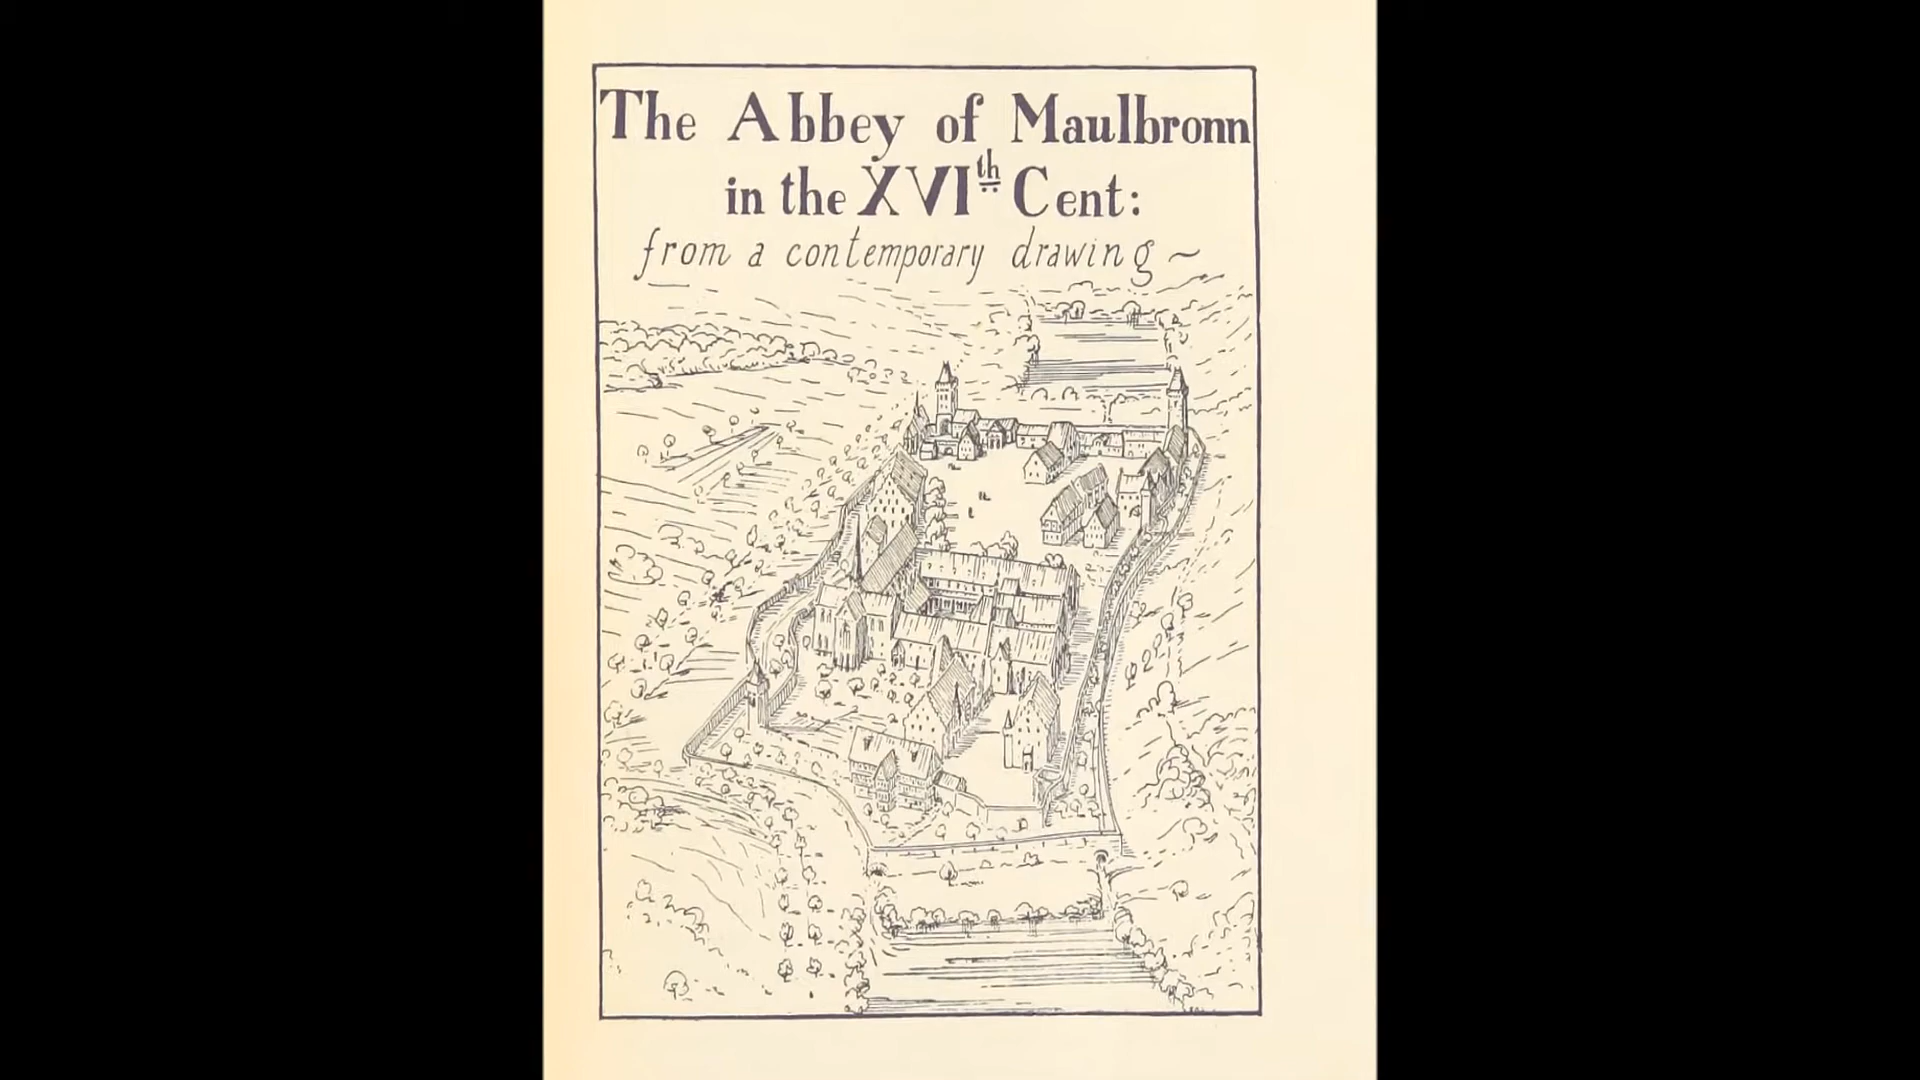 The Abbey of Maulbronn
in the XVIth Cent:
from a contemporary drawing ~